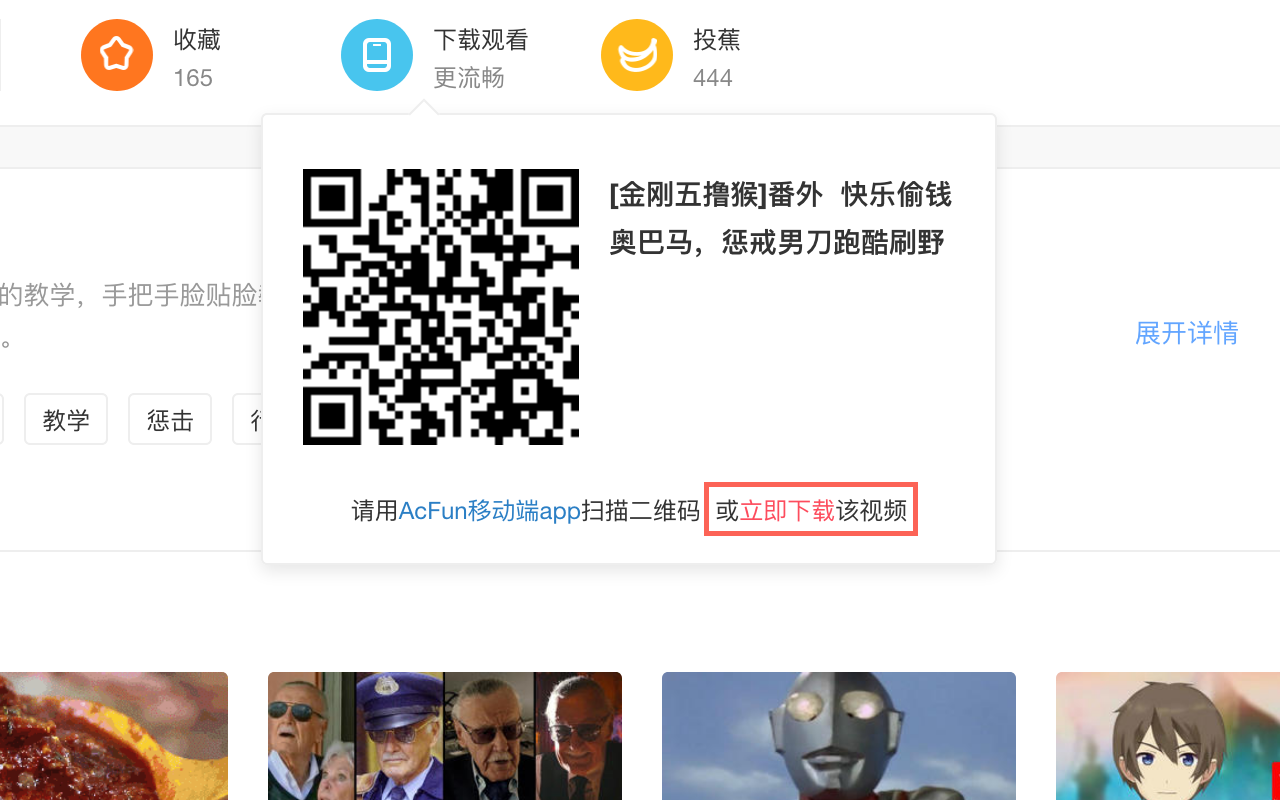 收藏
165
下载观看
更流畅
投蕉
444
[金刚五撸猴]番外 快乐偷钱
奥巴马，惩戒男刀跑酷刷野
的教学，手把手脸贴脸
。
展开详情
教学
惩击
请用AcFun移动端app扫描二维码 或立即下载该视频